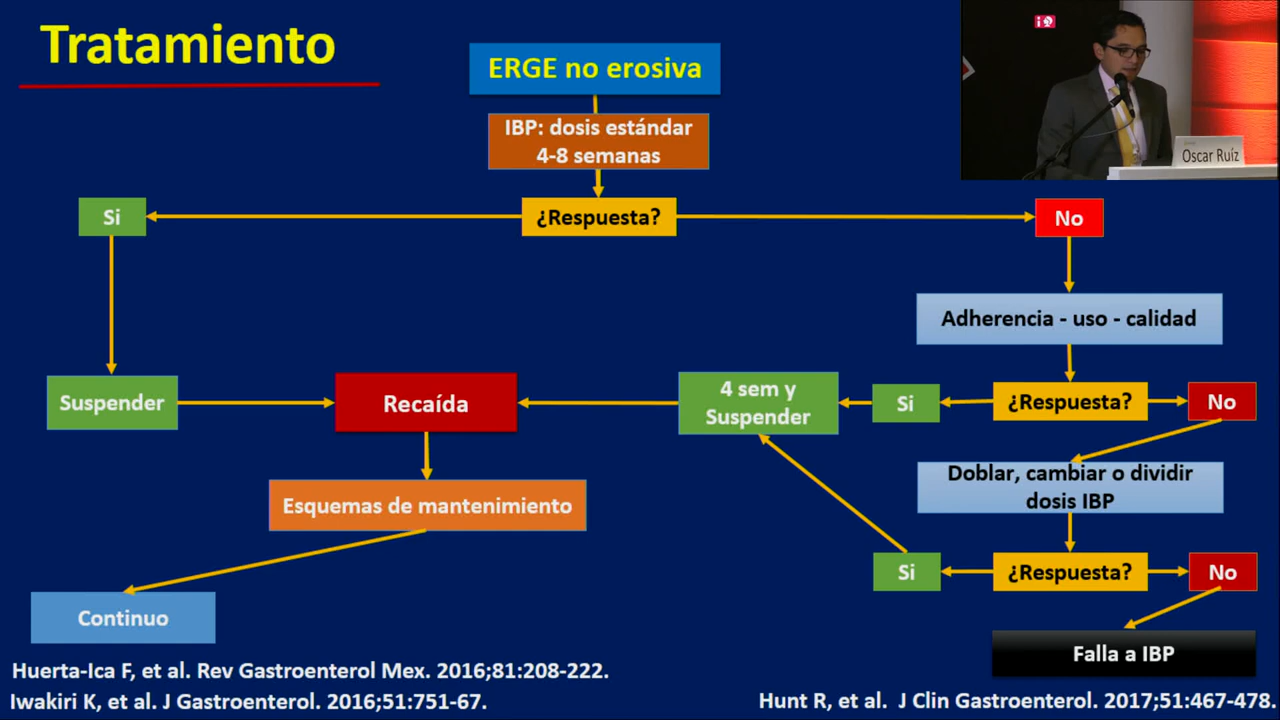 Tratamiento
ERGE no erosiva
IBP: dosis estándar
4-8 semanas
Si
¿Respuesta?
No
Oscar Ruíz
Adherencia - uso - calidad
Suspender
Recaída
4 sem y
Suspender
Si
¿Respuesta?
No
Doblar, cambiar o dividir
dosis IBP
Esquemas de mantenimiento
Si
¿Respuesta?
No
Continuo
Falla a IBP
Huerta-Ica F, et al. Rev Gastroenterol Mex. 2016;81:208-222.
Iwakiri K, et al. J Gastroenterol. 2016;51:751-67.
Hunt R, et al. J Clin Gastroenterol. 2017;51:467-478.